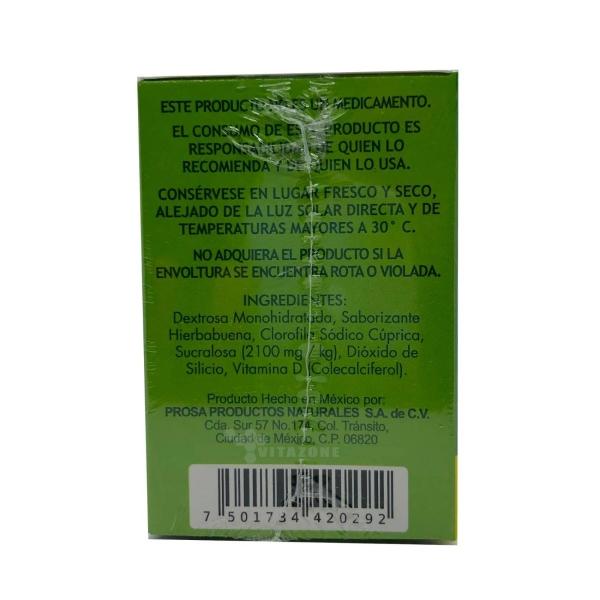 ESTE PRODUCTO NO ES UN MEDICAMENTO.
EL CONSUMO DE ESTE PRODUCTO ES
RESPONSABILIDAD DE QUIEN LO
RECOMIENDA Y DE QUIEN LO USA.
CONSÉRVESE EN LUGAR FRESCO Y SECO,
ALEJADO DE LA LUZ SOLAR DIRECTA Y DE
TEMPERATURAS MAYORES A 30° C.
NO ADQUIERA EL PRODUCTO SI LA
ENVOLTURA SE ENCUENTRA ROTA O VIOLADA.
INGREDIENTES:
Dextrosa Monohidratada, Saborizante
Hierbabuena, Clorofila Sódico Cúprica,
Sucralosa (2100 mg / kg), Dióxido de
Silicio, Vitamina D (Colecalciferol).
Producto Hecho en México por:
PROSA PRODUCTOS NATURALES S.A. de C.V.
Cda. Sur 57 No.174, Col. Tránsito,
Ciudad de México, C.P. 06820
VITAZONE
7 501734 420292